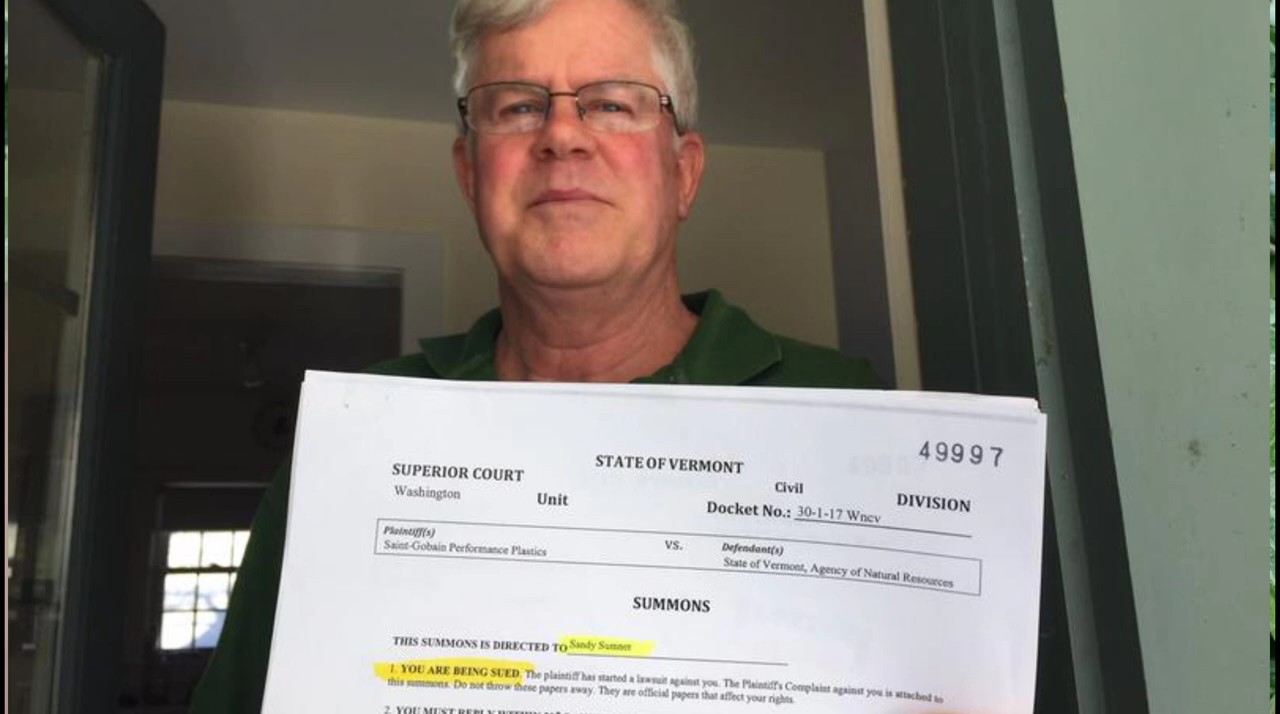 49997
STATE OF VERMONT
SUPERIOR COURT Civil DIVISION
Washington Unit Docket No.: 30-1-17 Wncv
Plaintiff(s) VS. Defendant(s)
Saint-Gobain Performance Plastics State of Vermont, Agency of Natural Resources
SUMMONS
THIS SUMMONS IS DIRECTED TO Sandy Sumner
1. YOU ARE BEING SUED. The plaintiff has started a lawsuit against you. The Plaintiff's Complaint against you is attached to
this summons. Do not throw these papers away. They are official papers that affect your rights.
2. YOU MUST REPLY WITHIN